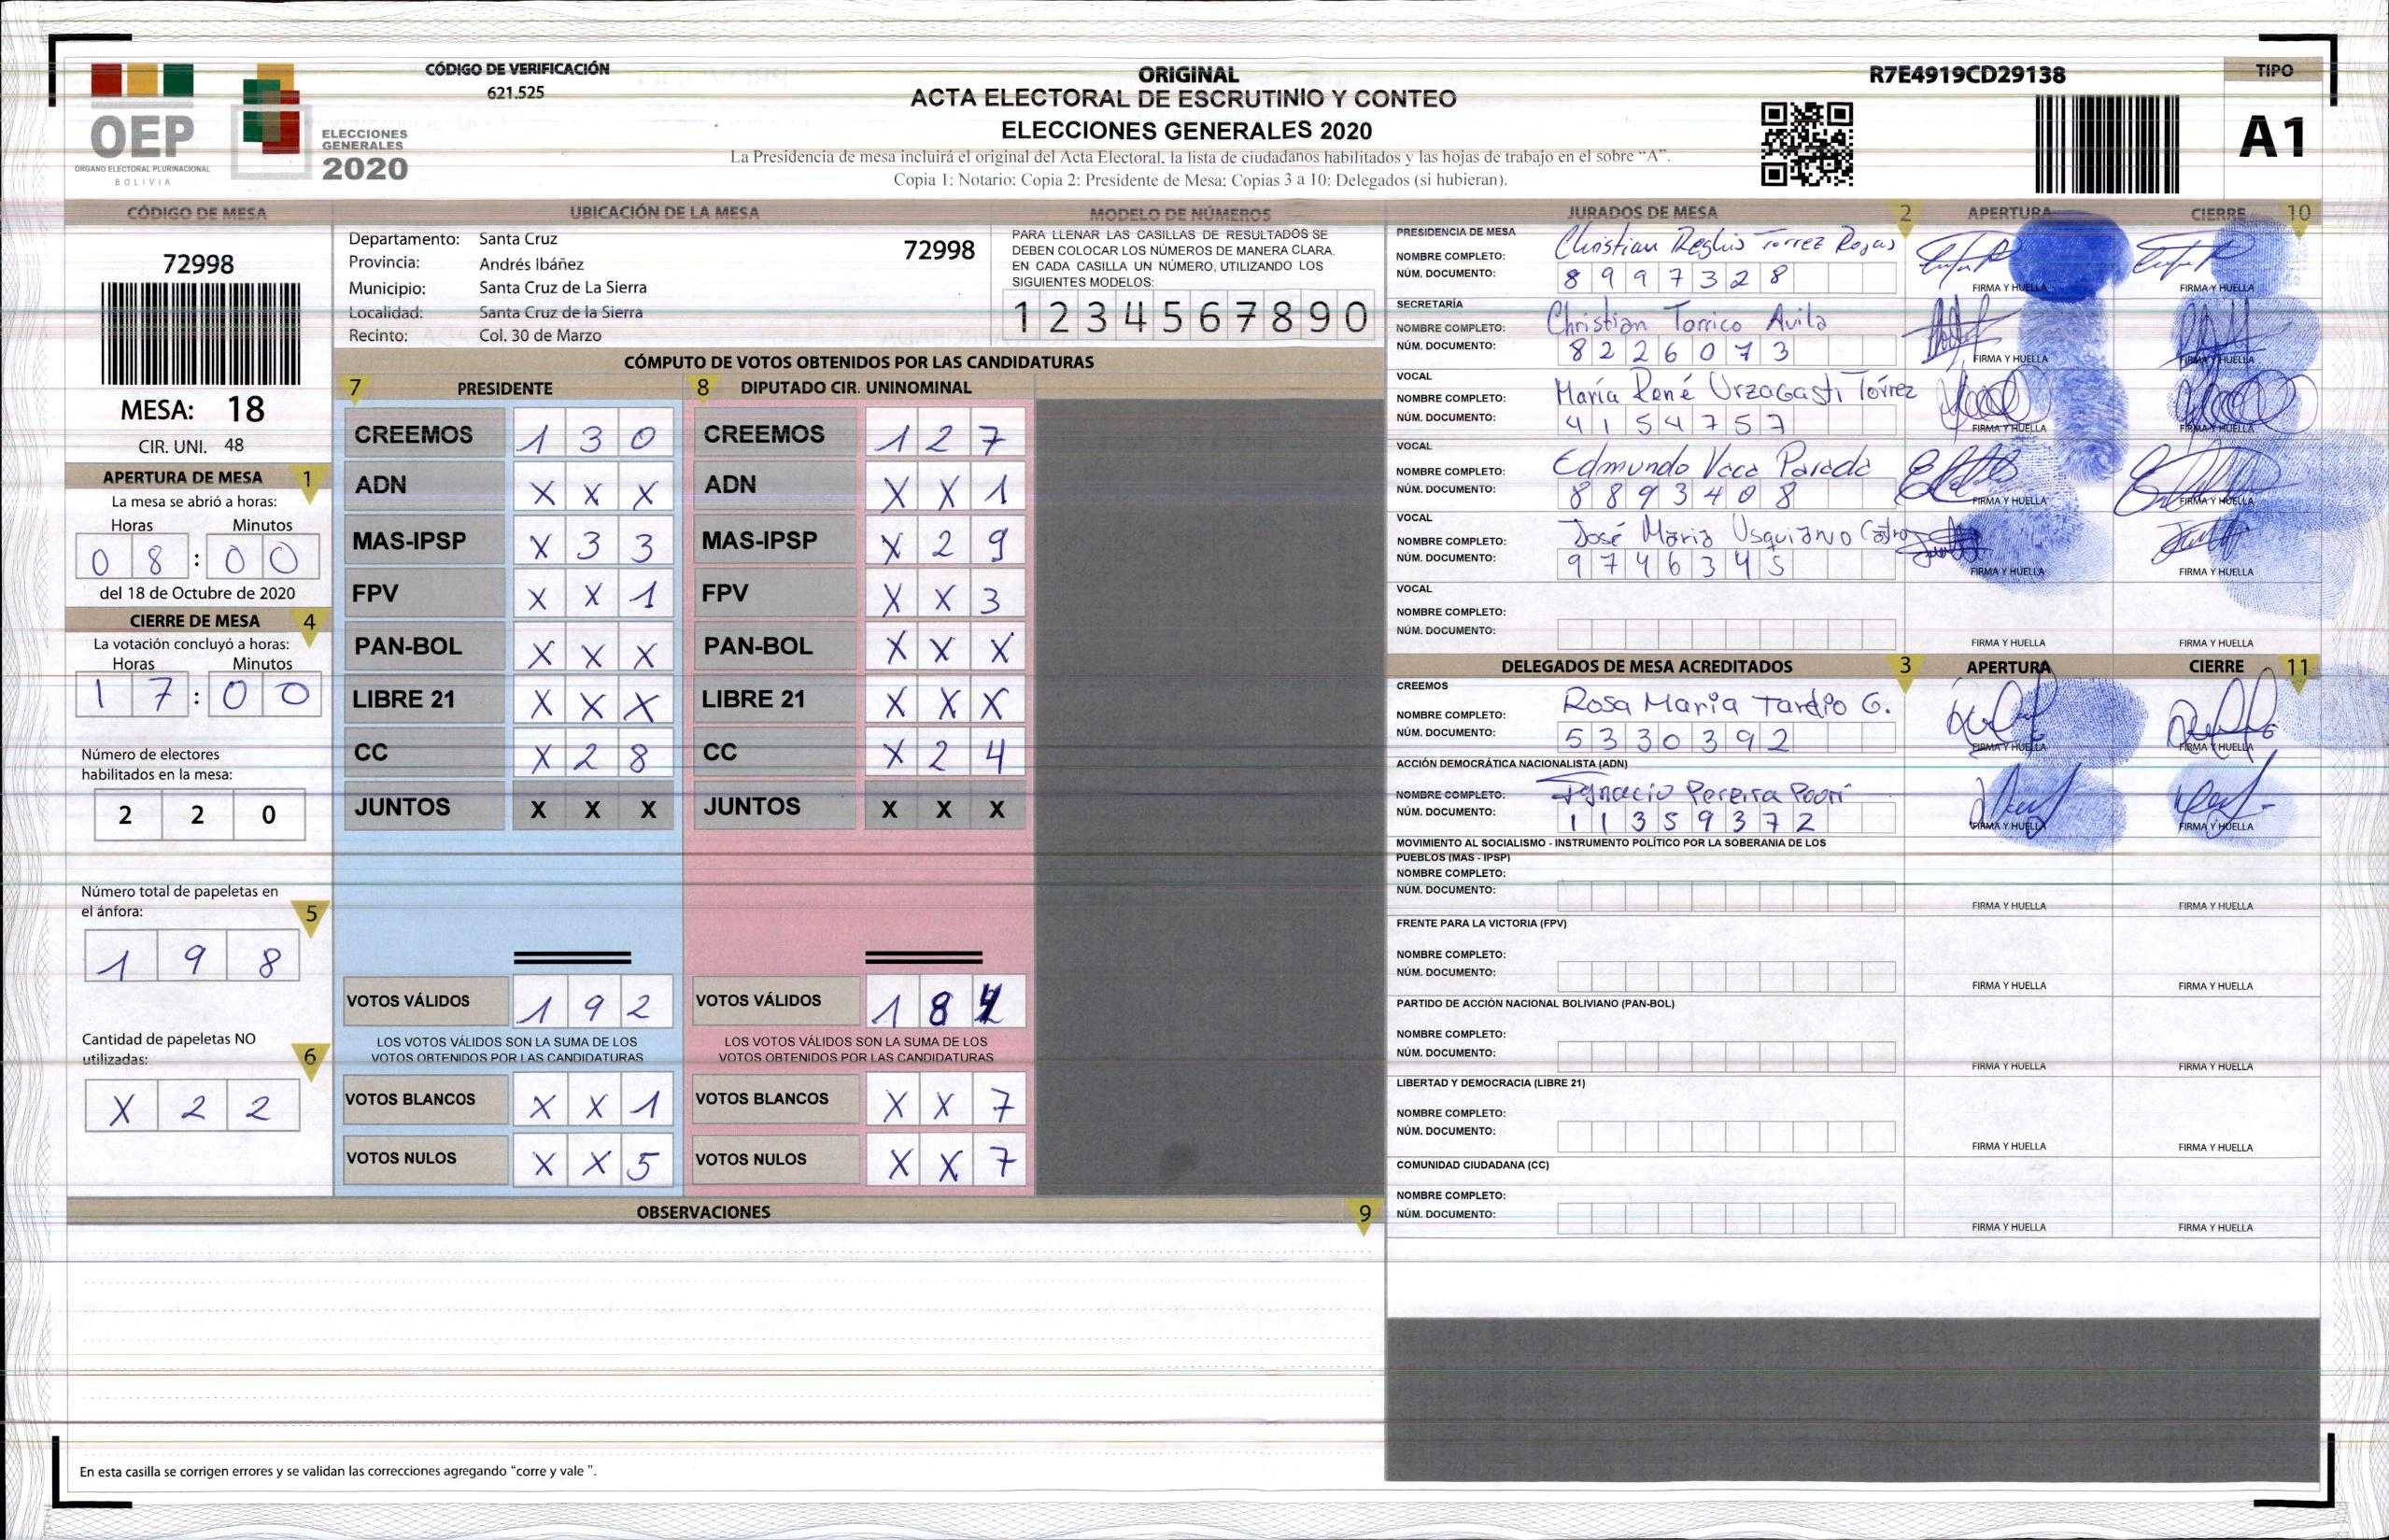 CÓDIGO DE VERIFICACIÓN
621.525
OEP
ORGANO ELECTORAL PLURINACIONAL
BOLIVIA
ELECCIONES
GENERALES
2020
ORIGINAL
ACTA ELECTORAL DE ESCRUTINIO Y CONTEO
ELECCIONES GENERALES 2020
La Presidencia de mesa incluirá el original del Acta Electoral, la lista de ciudadanos habilitados y las hojas de trabajo en el sobre "A".
Copia 1: Notario; Copia 2: Presidente de Mesa; Copias 3 a 10: Delegados (si hubieran).
R7E4919CD29138
TIPO
A1
CÓDIGO DE MESA
72998
MESA: 18
CIR. UNI. 48
APERTURA DE MESA 1
La mesa se abrió a horas:
Horas Minutos
0 8 : 0 0
del 18 de Octubre de 2020
CIERRE DE MESA 4
La votación concluyó a horas:
Horas Minutos
1 7 : 0 0
Número de electores
habilitados en la mesa:
2 2 0
Número total de papeletas en
el ánfora: 5
1 9 8
Cantidad de papeletas NO
utilizadas: 6
X 2 2
UBICACIÓN DE LA MESA
Departamento: Santa Cruz 72998
Provincia: Andrés Ibáñez
Municipio: Santa Cruz de La Sierra
Localidad: Santa Cruz de la Sierra
Recinto: Col. 30 de Marzo
MODELO DE NÚMEROS
PARA LLENAR LAS CASILLAS DE RESULTADOS SE
DEBEN COLOCAR LOS NÚMEROS DE MANERA CLARA.
EN CADA CASILLA UN NÚMERO, UTILIZANDO LOS
SIGUIENTES MODELOS:
1 2 3 4 5 6 7 8 9 0
CÓMPUTO DE VOTOS OBTENIDOS POR LAS CANDIDATURAS
7 PRESIDENTE 8 DIPUTADO CIR. UNINOMINAL
CREEMOS 1 3 0 CREEMOS 1 2 7
ADN X X X ADN X X 1
MAS-IPSP X 3 3 MAS-IPSP X 2 9
FPV X X 1 FPV X X 3
PAN-BOL X X X PAN-BOL X X X
LIBRE 21 X X X LIBRE 21 X X X
CC X 2 8 CC X 2 4
JUNTOS X X X JUNTOS X X X
VOTOS VÁLIDOS 1 9 2 VOTOS VÁLIDOS 1 8
LOS VOTOS VÁLIDOS SON LA SUMA DE LOS LOS VOTOS VÁLIDOS SON LA SUMA DE LOS
VOTOS OBTENIDOS POR LAS CANDIDATURAS VOTOS OBTENIDOS POR LAS CANDIDATURAS
VOTOS BLANCOS X X 1 VOTOS BLANCOS X X 7
VOTOS NULOS X X 5 VOTOS NULOS X X 7
OBSERVACIONES 9
En esta casilla se corrigen errores y se validan las correcciones agregando "corre y vale ".
JURADOS DE MESA 2 APERTURA CIERRE 10
PRESIDENCIA DE MESA
NOMBRE COMPLETO: Christian Torrez Rojas
NÚM. DOCUMENTO: 8 9 9 7 3 2 8
FIRMA Y HUELLA FIRMA Y HUELLA
SECRETARÍA
NOMBRE COMPLETO: Christian Torrico Avila
NÚM. DOCUMENTO: 8 2 2 6 0 7 3
FIRMA Y HUELLA FIRMA Y HUELLA
VOCAL
NOMBRE COMPLETO: María René Urzagasti Tórrez
NÚM. DOCUMENTO: 4 1 5 4 7 5 7
FIRMA Y HUELLA FIRMA Y HUELLA
VOCAL
NOMBRE COMPLETO: Edmundo Vaca Parada
NÚM. DOCUMENTO: 8 8 9 3 4 0 8
FIRMA Y HUELLA FIRMA Y HUELLA
VOCAL
NOMBRE COMPLETO: José Maria Usquiano Castro
NÚM. DOCUMENTO: 9 7 4 6 3 4 5
FIRMA Y HUELLA FIRMA Y HUELLA
VOCAL
NOMBRE COMPLETO:
NÚM. DOCUMENTO:
FIRMA Y HUELLA FIRMA Y HUELLA
DELEGADOS DE MESA ACREDITADOS 3 APERTURA CIERRE 11
CREEMOS
NOMBRE COMPLETO: Rosa Maria Tardio G.
NÚM. DOCUMENTO: 5 3 3 0 3 9 2
FIRMA Y HUELLA FIRMA Y HUELLA
ACCIÓN DEMOCRÁTICA NACIONALISTA (ADN)
NOMBRE COMPLETO: Ignacio Pereira
NÚM. DOCUMENTO: 1 1 3 5 9 3 7 2
FIRMA Y HUELLA FIRMA Y HUELLA
MOVIMIENTO AL SOCIALISMO - INSTRUMENTO POLÍTICO POR LA SOBERANIA DE LOS
PUEBLOS (MAS - IPSP)
NOMBRE COMPLETO:
NÚM. DOCUMENTO:
FIRMA Y HUELLA FIRMA Y HUELLA
FRENTE PARA LA VICTORIA (FPV)
NOMBRE COMPLETO:
NÚM. DOCUMENTO:
FIRMA Y HUELLA FIRMA Y HUELLA
PARTIDO DE ACCIÓN NACIONAL BOLIVIANO (PAN-BOL)
NOMBRE COMPLETO:
NÚM. DOCUMENTO:
FIRMA Y HUELLA FIRMA Y HUELLA
LIBERTAD Y DEMOCRACIA (LIBRE 21)
NOMBRE COMPLETO:
NÚM. DOCUMENTO:
FIRMA Y HUELLA FIRMA Y HUELLA
COMUNIDAD CIUDADANA (CC)
NOMBRE COMPLETO:
NÚM. DOCUMENTO:
FIRMA Y HUELLA FIRMA Y HUELLA